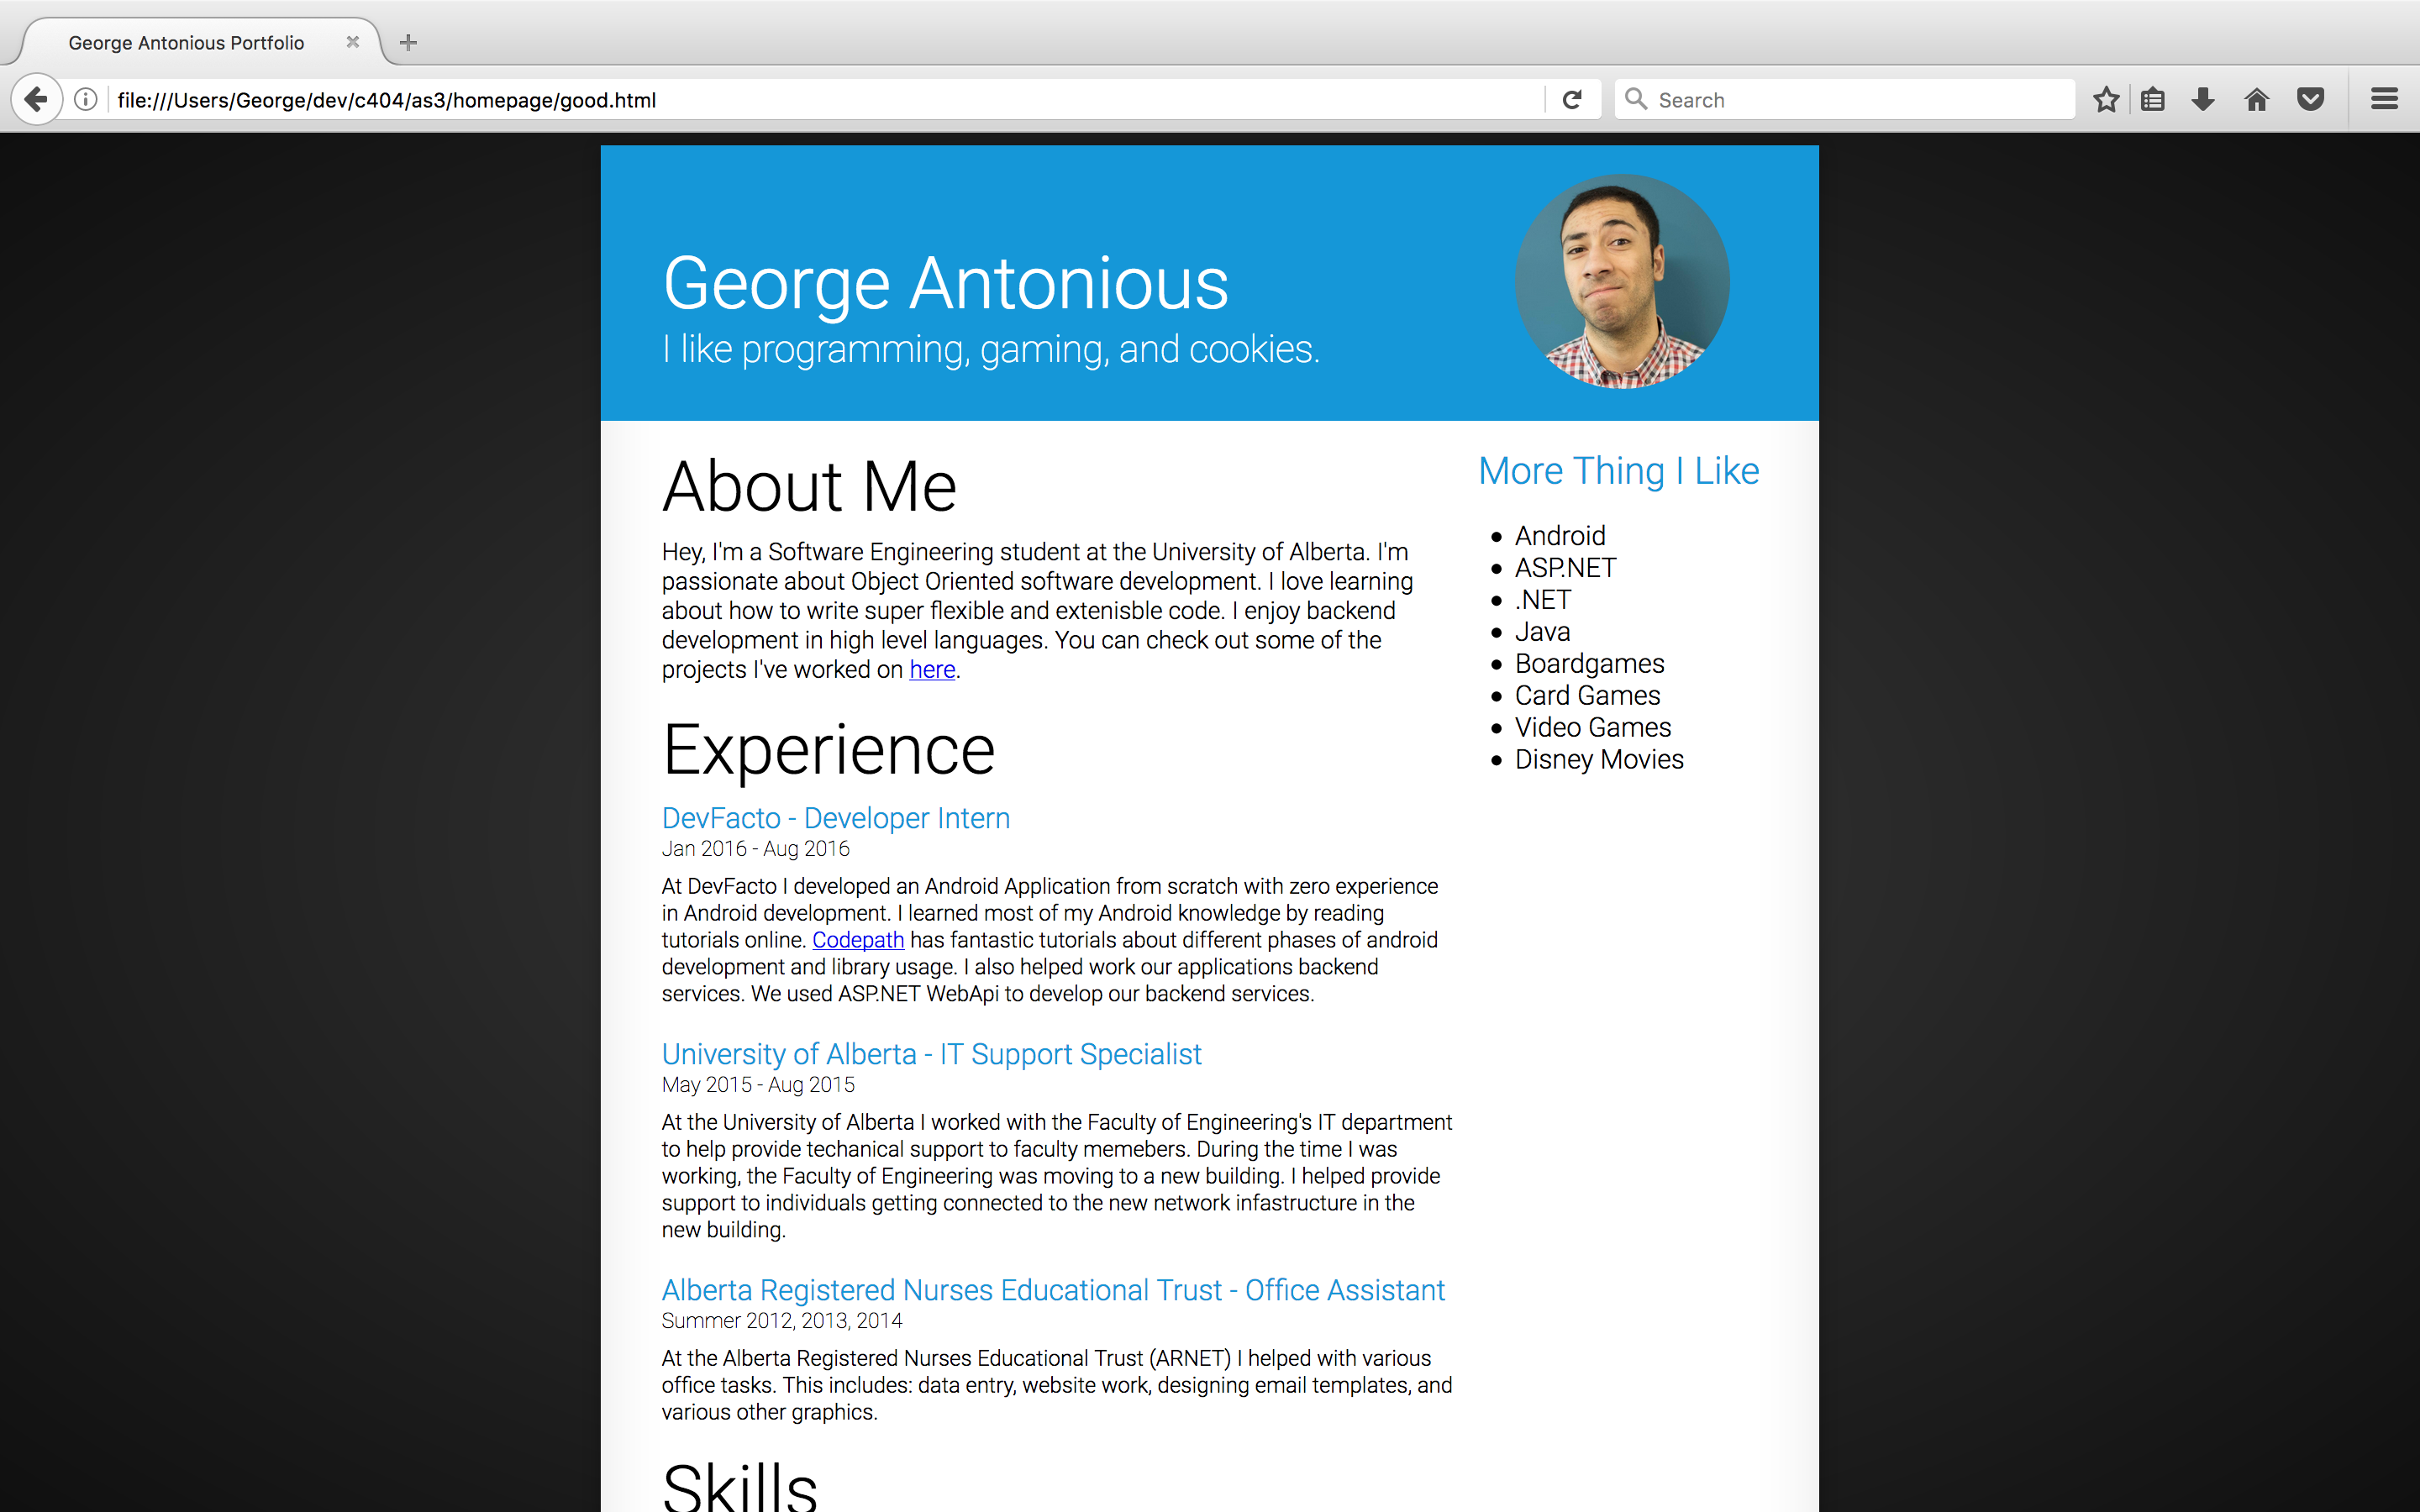 George Antonious Portfolio
file:///Users/George/dev/c404/as3/homepage/good.html
Search
George Antonious
I like programming, gaming, and cookies.
About Me
Hey, I'm a Software Engineering student at the University of Alberta. I'm
passionate about Object Oriented software development. I love learning
about how to write super flexible and extenisble code. I enjoy backend
development in high level languages. You can check out some of the
projects I've worked on here.
Experience
DevFacto - Developer Intern
Jan 2016 - Aug 2016
At DevFacto I developed an Android Application from scratch with zero experience
in Android development. I learned most of my Android knowledge by reading
tutorials online. Codepath has fantastic tutorials about different phases of android
development and library usage. I also helped work our applications backend
services. We used ASP.NET WebApi to develop our backend services.
University of Alberta - IT Support Specialist
May 2015 - Aug 2015
At the University of Alberta I worked with the Faculty of Engineering's IT department
to help provide techanical support to faculty memebers. During the time I was
working, the Faculty of Engineering was moving to a new building. I helped provide
support to individuals getting connected to the new network infastructure in the
new building.
Alberta Registered Nurses Educational Trust - Office Assistant
Summer 2012, 2013, 2014
At the Alberta Registered Nurses Educational Trust (ARNET) I helped with various
office tasks. This includes: data entry, website work, designing email templates, and
various other graphics.
Skills
More Thing I Like
Android
ASP.NET
.NET
Java
Boardgames
Card Games
Video Games
Disney Movies